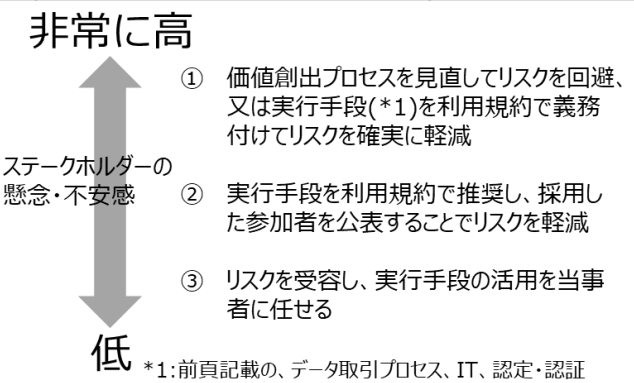 非常に高
① 価値創出プロセスを見直してリスクを回避、
又は実行手段(*1)を利用規約で義務
付けてリスクを確実に軽減
ステークホルダーの
懸念・不安感
② 実行手段を利用規約で推奨し、採用し
た参加者を公表することでリスクを軽減
③ リスクを受容し、実行手段の活用を当事
者に任せる
低
*1:前頁記載の、データ取引プロセス、IT、認定・認証